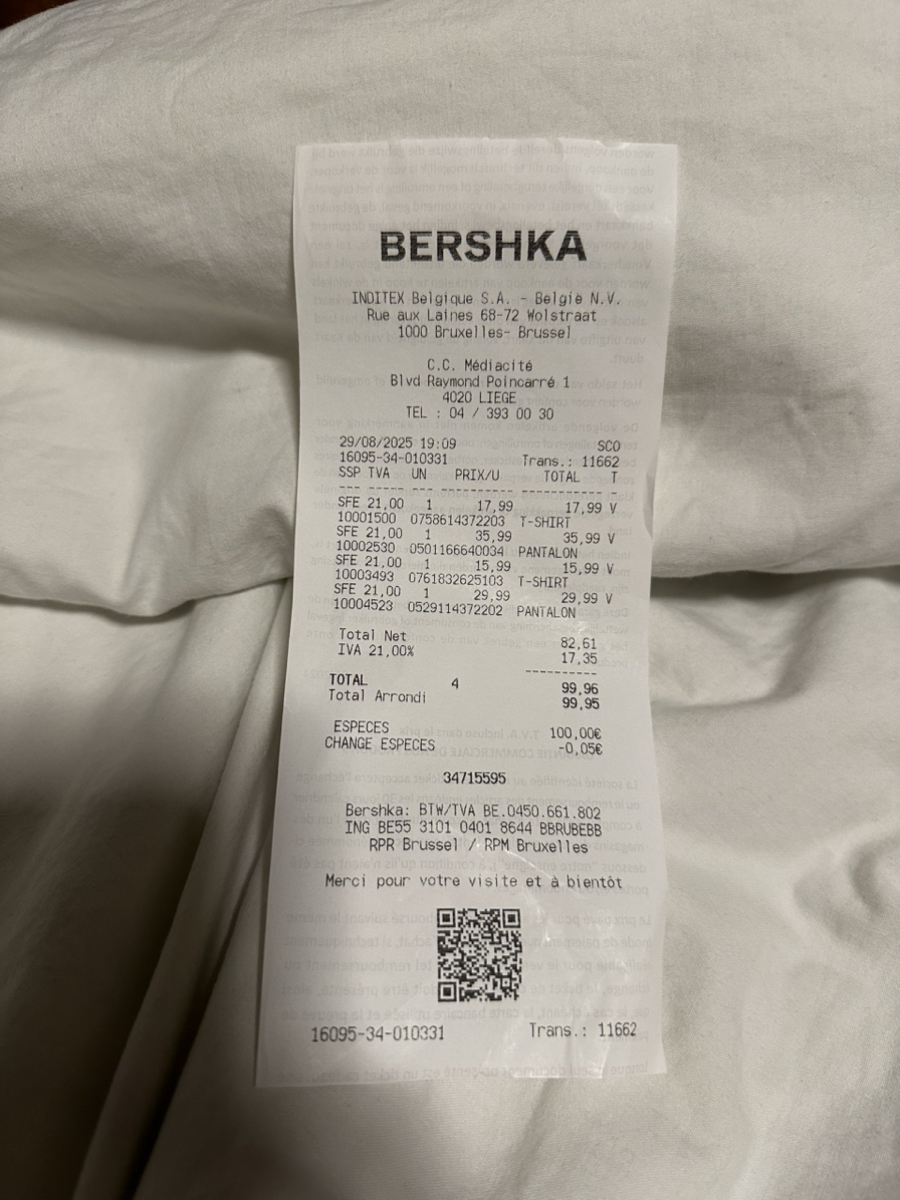 BERSHKA
INDITEX Belgique S.A. - Belgiё N.V.
Rue aux Laines 68-72 Wolstraat
1000 Bruxelles- Brussel
C.C. Médiacité
Blvd Raymond Poincarré 1
4020 LIEGE
TEL : 04 / 393 00 30
29/08/2025 19:09 SCO
16095-34-010331 Trans.: 11662
SSP TVA UN PRIX/U TOTAL T
--- --- --- ---------- ----------- -
SFE 21,00 1 17,99 17,99 V
10001500 0758614372203 T-SHIRT
SFE 21,00 1 35,99 35,99 V
10002530 0501166640034 PANTALON
SFE 21,00 1 15,99 15,99 V
10003493 0761832625103 T-SHIRT
SFE 21,00 1 29,99 29,99 V
10004523 0529114372202 PANTALON
Total Net 82,61
IVA 21,00% 17,35
----------
TOTAL 4 99,96
Total Arrondi 99,95
ESPECES 100,00€
CHANGE ESPECES -0,05€
34715595
Bershka: BTW/TVA BE.0450.661.802
ING BE55 3101 0401 8644 BBRUBEBB
RPR Brussel / RPM Bruxelles
Merci pour votre visite et à bientôt
16095-34-010331 Trans.: 11662